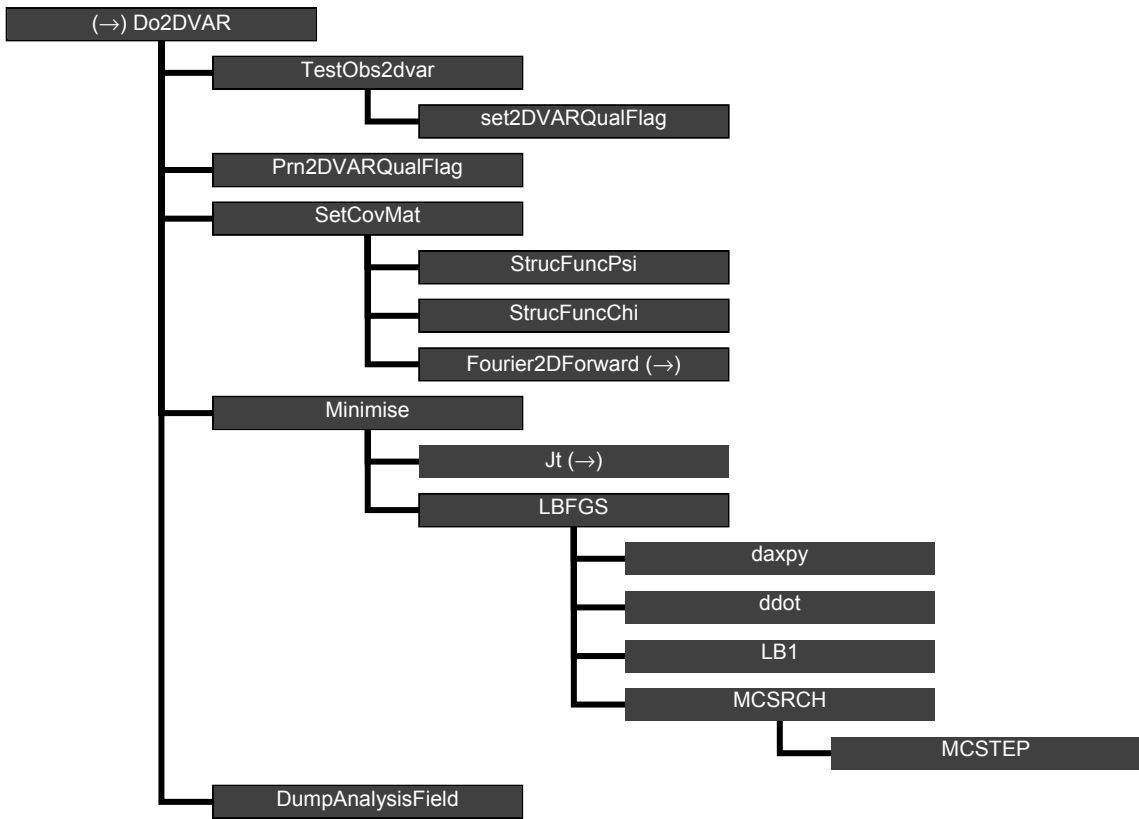 (→) Do2DVAR
TestObs2dvar
set2DVARQualFlag
Prn2DVARQualFlag
SetCovMat
StrucFuncPsi
StrucFuncChi
Fourier2DForward (→)
Minimise
Jt (→)
LBFGS
daxpy
ddot
LB1
MCSRCH
MCSTEP
DumpAnalysisField